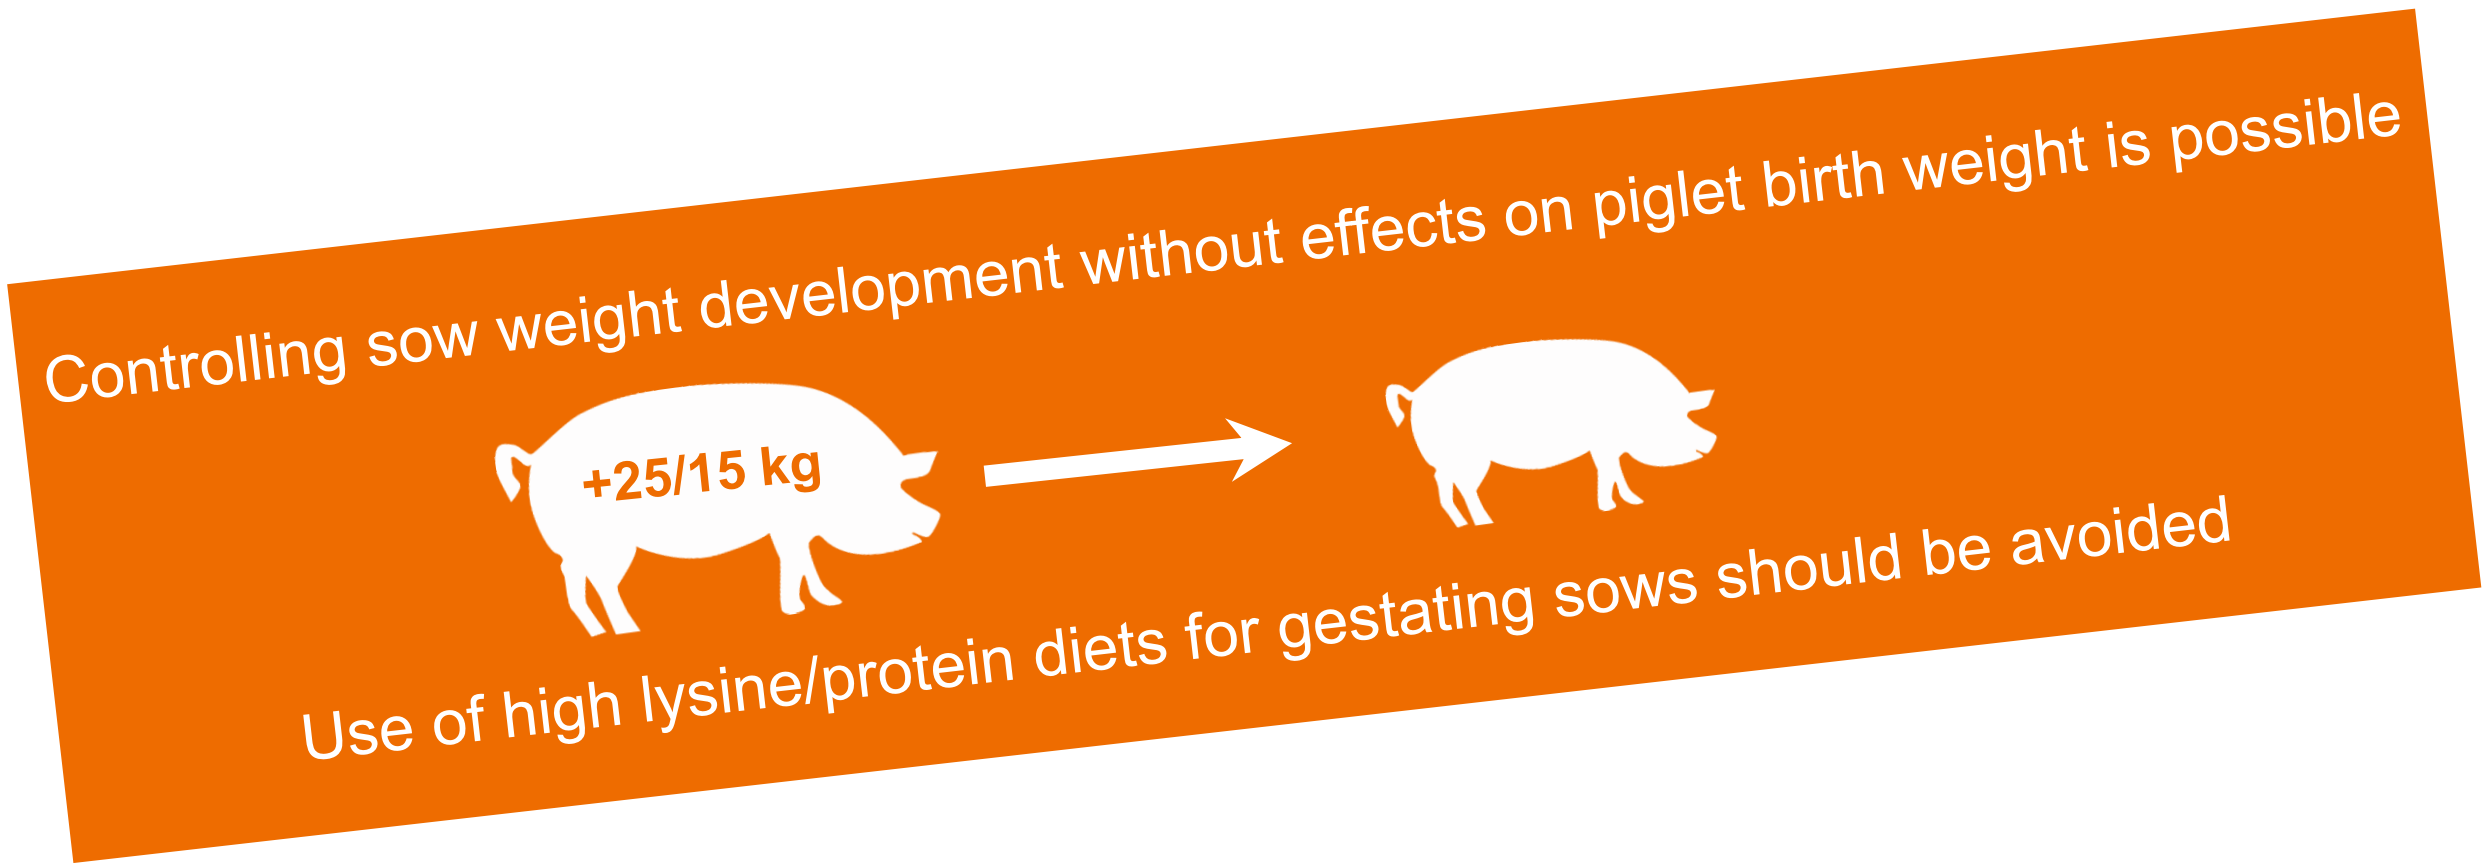 Controlling sow weight development without effects on piglet birth weight is possible
+25/15 kg
Use of high lysine/protein diets for gestating sows should be avoided